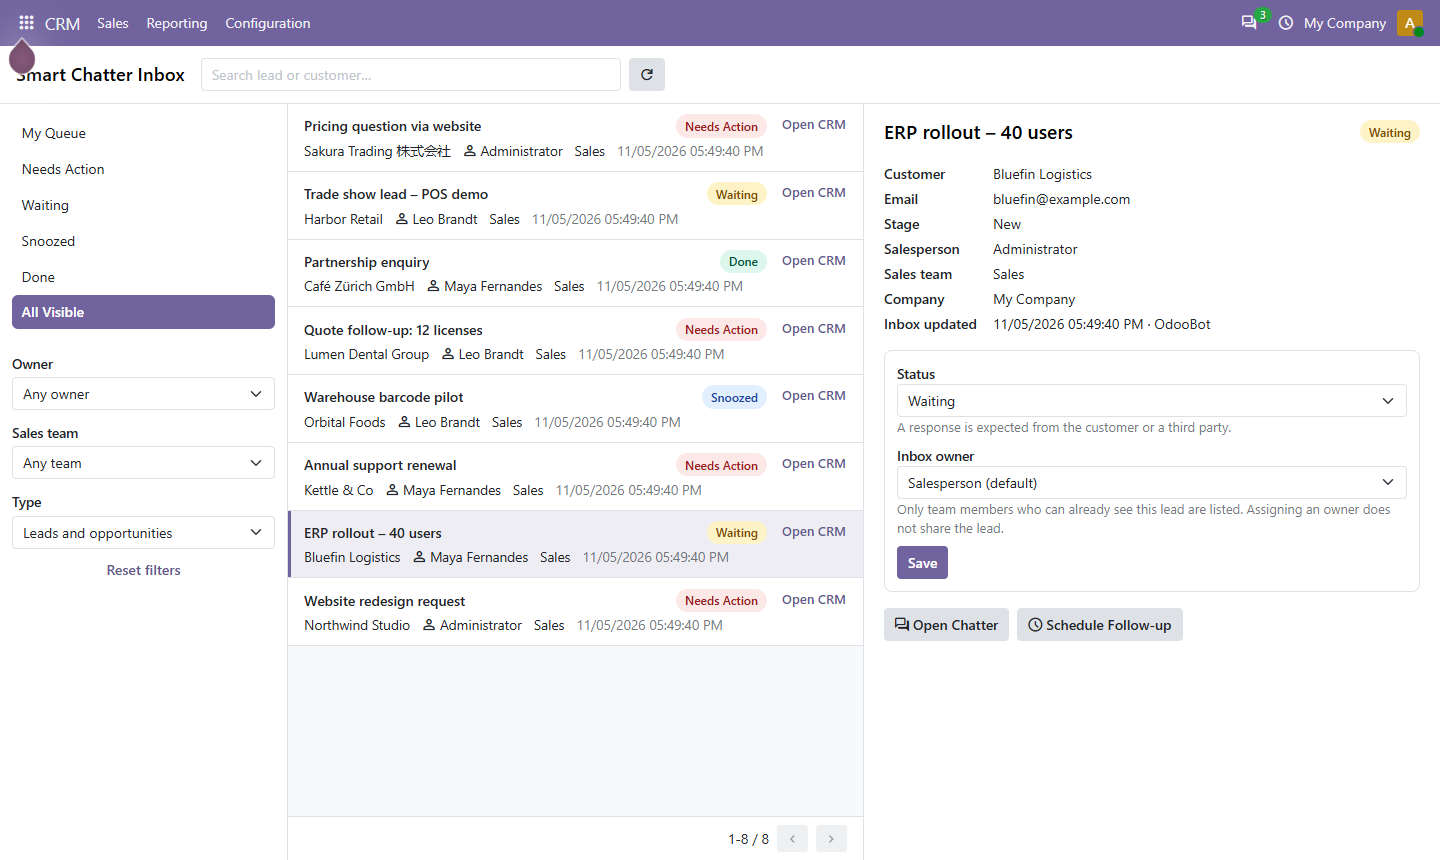 CRM Sales Reporting Configuration 3 My Company A
Smart Chatter Inbox Search lead or customer...
My Queue
Needs Action
Waiting
Snoozed
Done
All Visible
Owner
Any owner
Sales team
Any team
Type
Leads and opportunities
Reset filters
Pricing question via website Needs Action Open CRM
Sakura Trading 株式会社 Administrator Sales 11/05/2026 05:49:40 PM
Trade show lead – POS demo Waiting Open CRM
Harbor Retail Leo Brandt Sales 11/05/2026 05:49:40 PM
Partnership enquiry Done Open CRM
Café Zürich GmbH Maya Fernandes Sales 11/05/2026 05:49:40 PM
Quote follow-up: 12 licenses Needs Action Open CRM
Lumen Dental Group Leo Brandt Sales 11/05/2026 05:49:40 PM
Warehouse barcode pilot Snoozed Open CRM
Orbital Foods Leo Brandt Sales 11/05/2026 05:49:40 PM
Annual support renewal Needs Action Open CRM
Kettle & Co Maya Fernandes Sales 11/05/2026 05:49:40 PM
ERP rollout – 40 users Waiting Open CRM
Bluefin Logistics Maya Fernandes Sales 11/05/2026 05:49:40 PM
Website redesign request Needs Action Open CRM
Northwind Studio Administrator Sales 11/05/2026 05:49:40 PM
1-8 / 8
ERP rollout – 40 users Waiting
Customer Bluefin Logistics
Email bluefin@example.com
Stage New
Salesperson Administrator
Sales team Sales
Company My Company
Inbox updated 11/05/2026 05:49:40 PM · OdooBot
Status
Waiting
A response is expected from the customer or a third party.
Inbox owner
Salesperson (default)
Only team members who can already see this lead are listed. Assigning an owner does
not share the lead.
Save
Open Chatter Schedule Follow-up